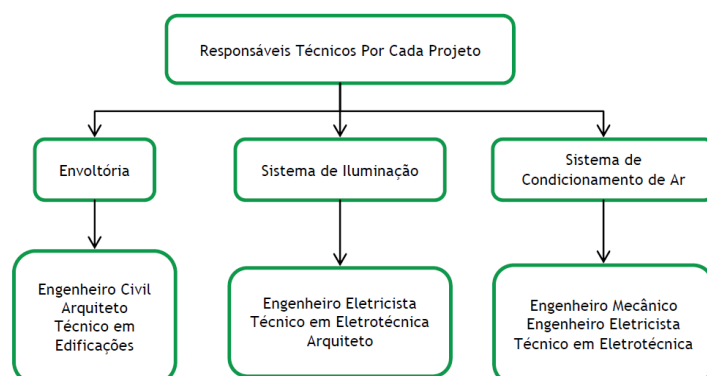 Responsáveis Técnicos Por Cada Projeto
Envoltória
Sistema de Iluminação
Sistema de
Condicionamento de Ar
Engenheiro Civil
Arquiteto
Técnico em
Edificações
Engenheiro Eletricista
Técnico em Eletrotécnica
Arquiteto
Engenheiro Mecânico
Engenheiro Eletricista
Técnico em Eletrotécnica